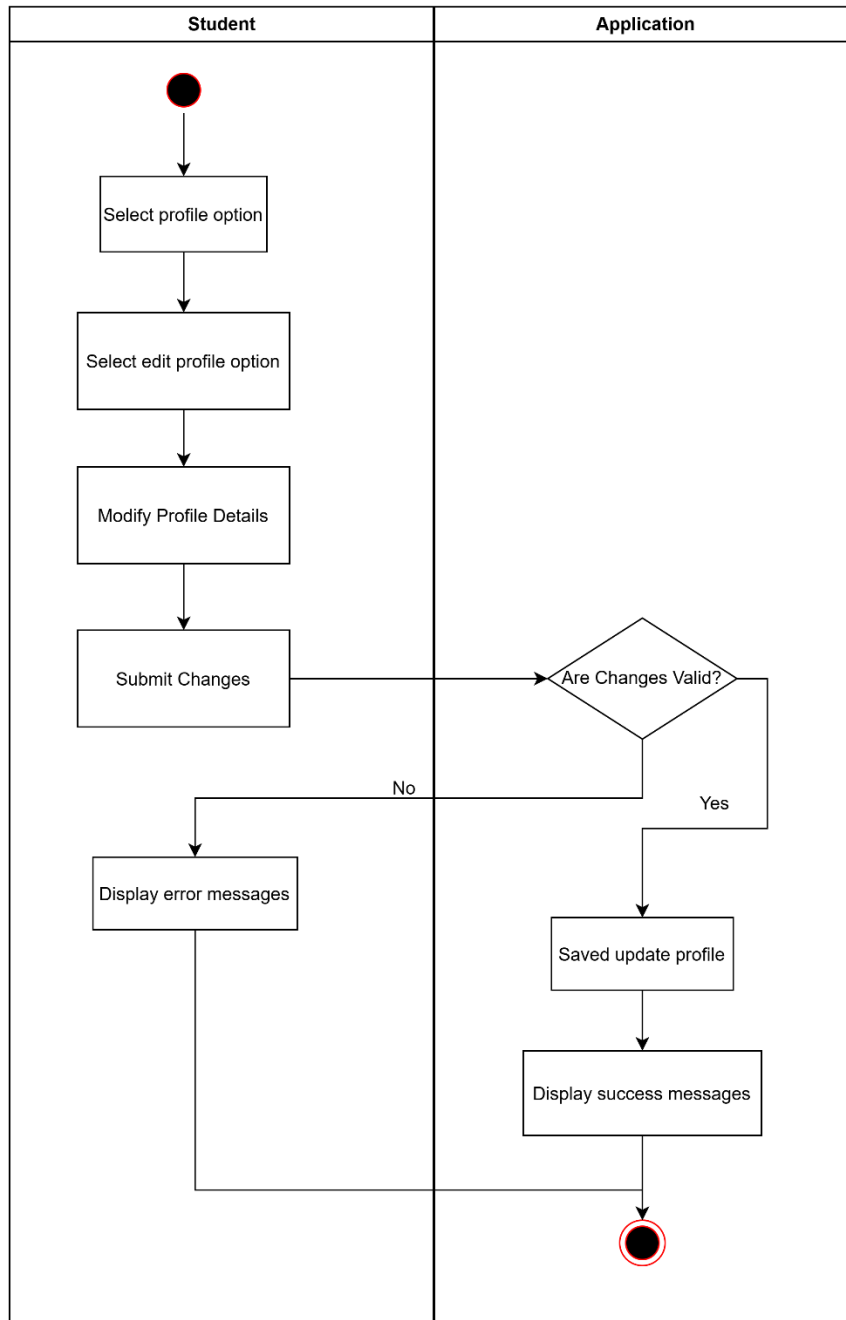 Student
Application
Select profile option
Select edit profile option
Modify Profile Details
Submit Changes
Are Changes Valid?
No
Yes
Display error messages
Saved update profile
Display success messages